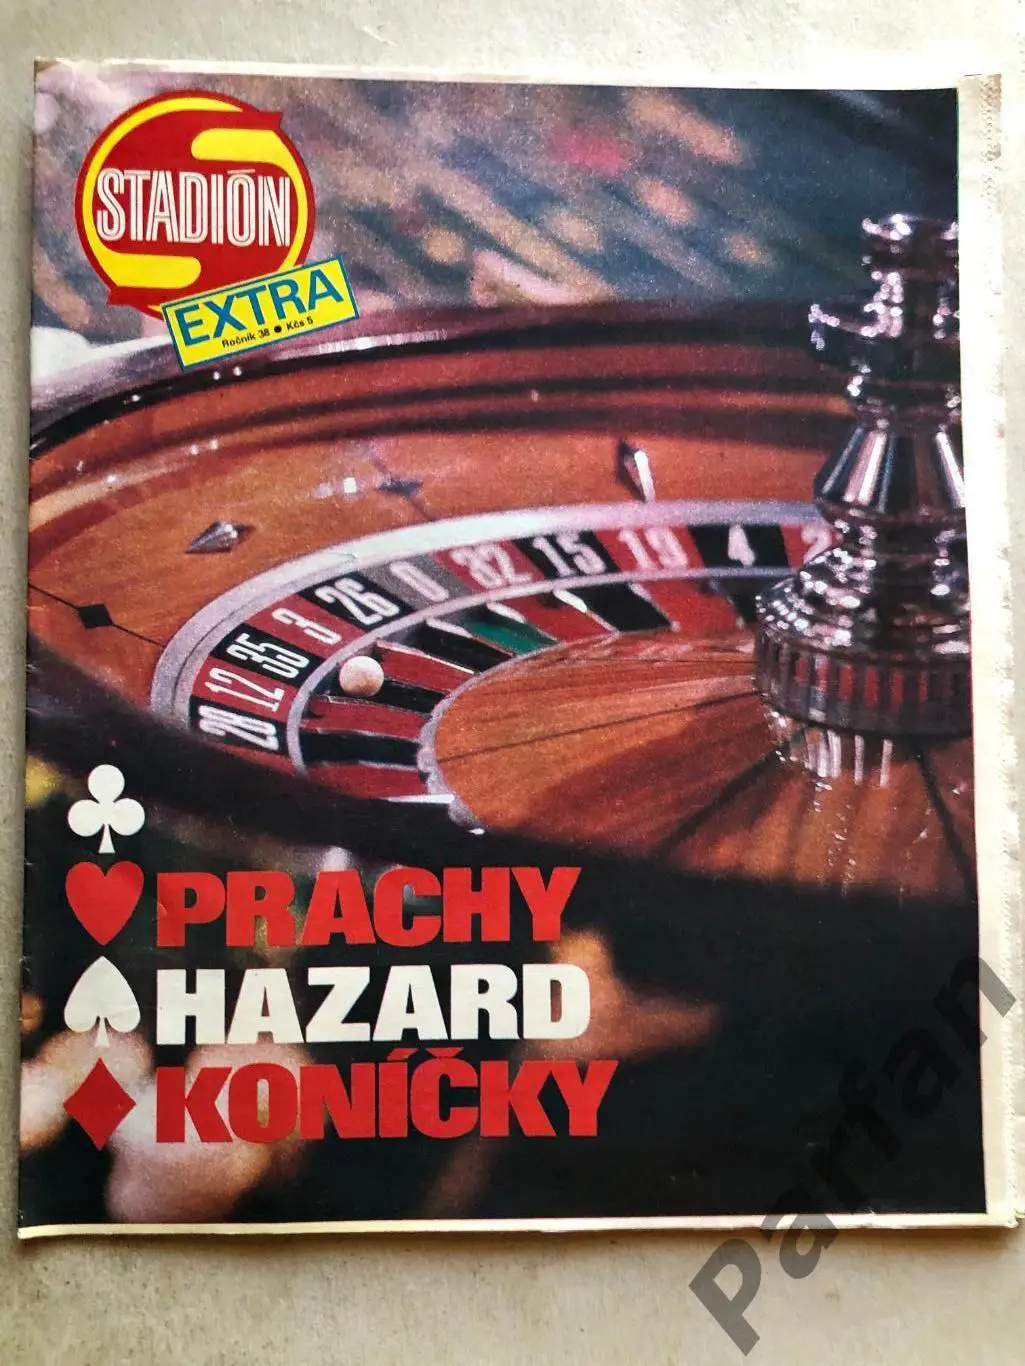 STADIÓN
EXTRA
Ročník 38 ● Kčs 5
28 12 35 3 26 0 32 15 19 4
PRACHY
HAZARD
KONÍČKY
Parfan